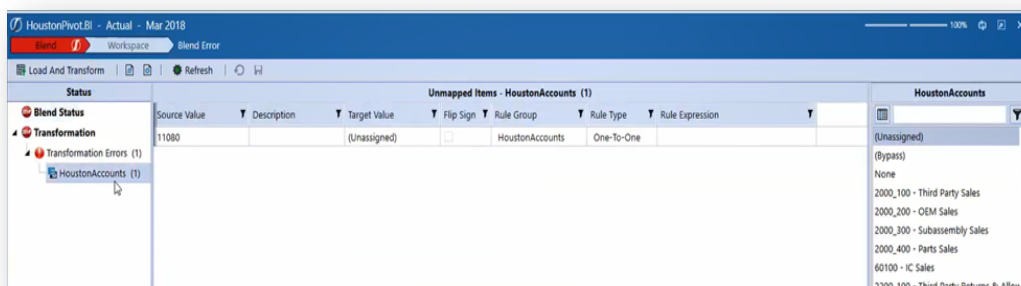 HoustonPivot.BI - Actual - Mar 2018
100%
Blend Workspace Blend Error
Load And Transform Refresh
Status Unmapped Items - HoustonAccounts (1) HoustonAccounts
Blend Status
Source Value Description Target Value Flip Sign Rule Group Rule Type Rule Expression
Transformation
11080 (Unassigned) HoustonAccounts One-To-One
(Unassigned)
Transformation Errors (1)
(Bypass)
HoustonAccounts (1)
None
2000_100 - Third Party Sales
2000_200 - OEM Sales
2000_300 - Subassembly Sales
2000_400 - Parts Sales
60100 - IC Sales